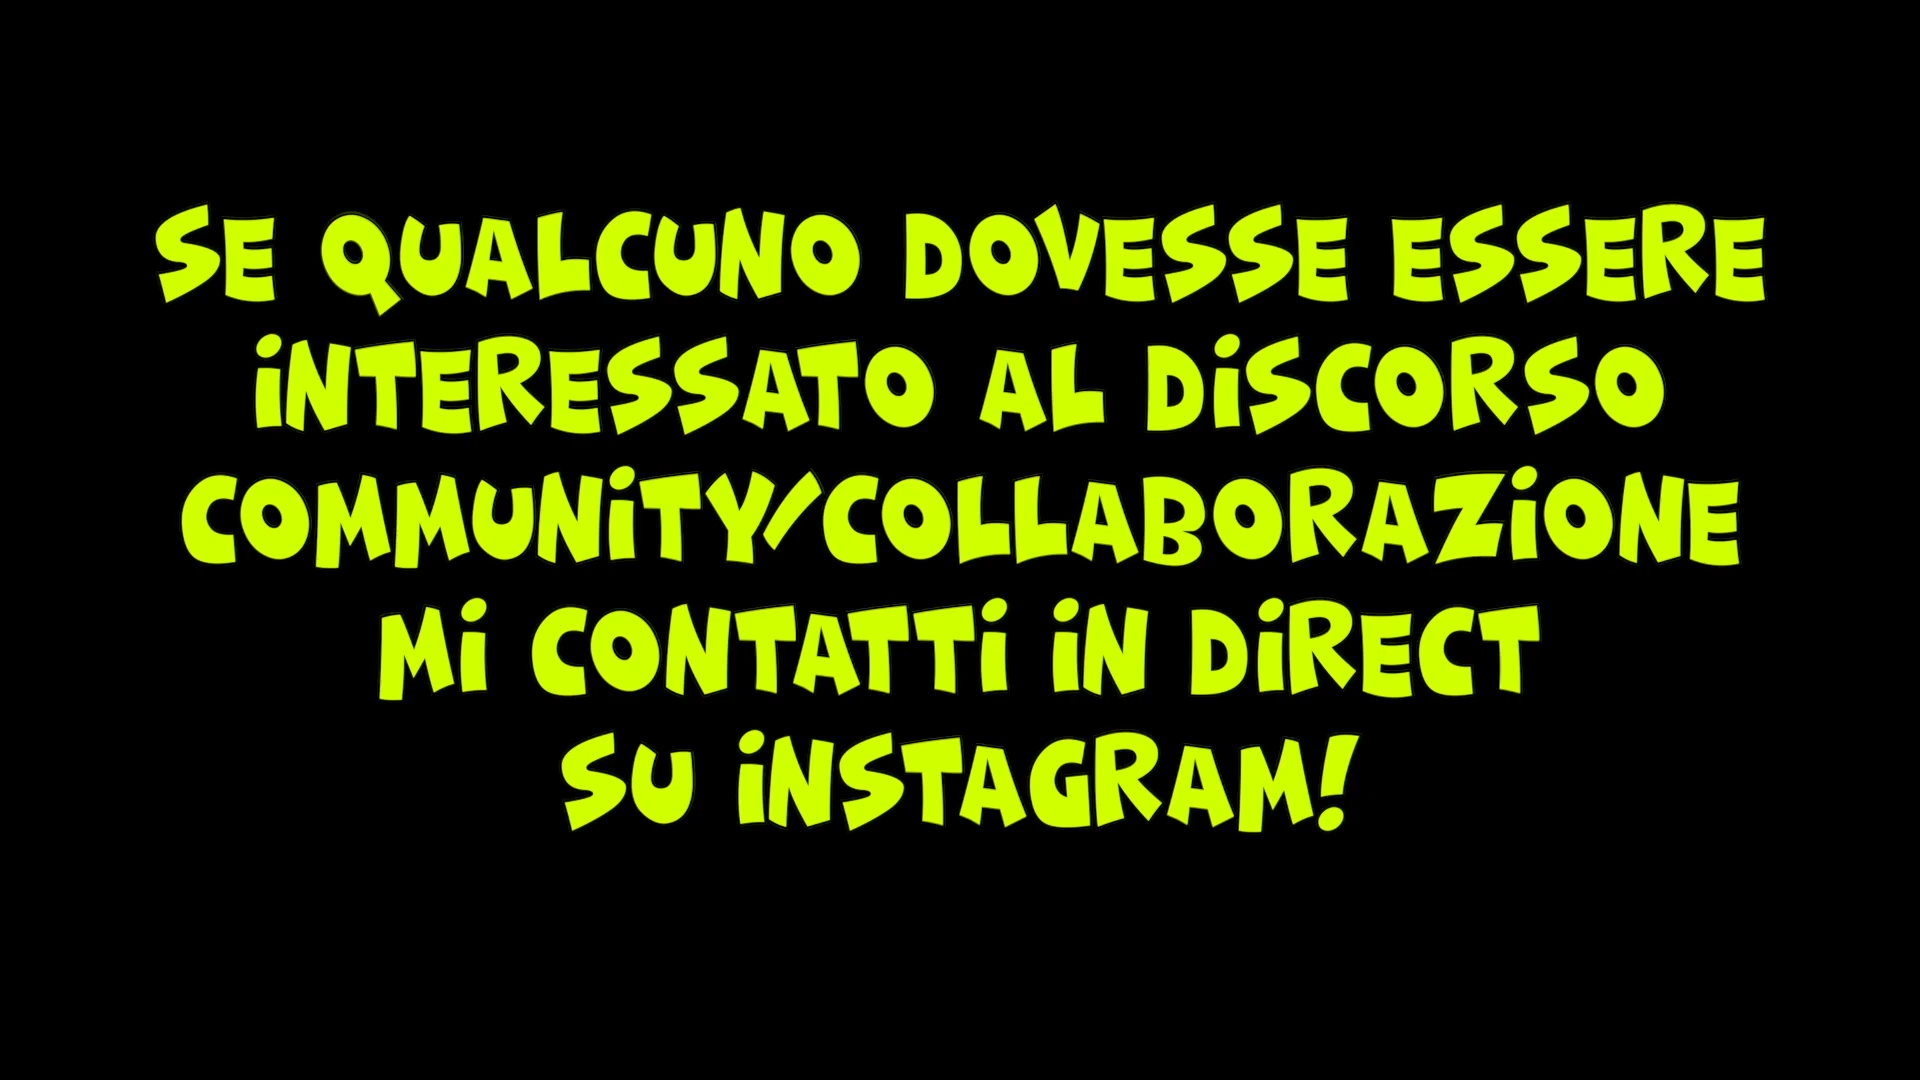 SE QUALCUNO DOVESSE ESSERE
iNTERESSATO AL DiSCORSO
COMMUNiTY/COLLABORAZiONE
Mi CONTATTi iN DiRECT
SU iNSTAGRAM!